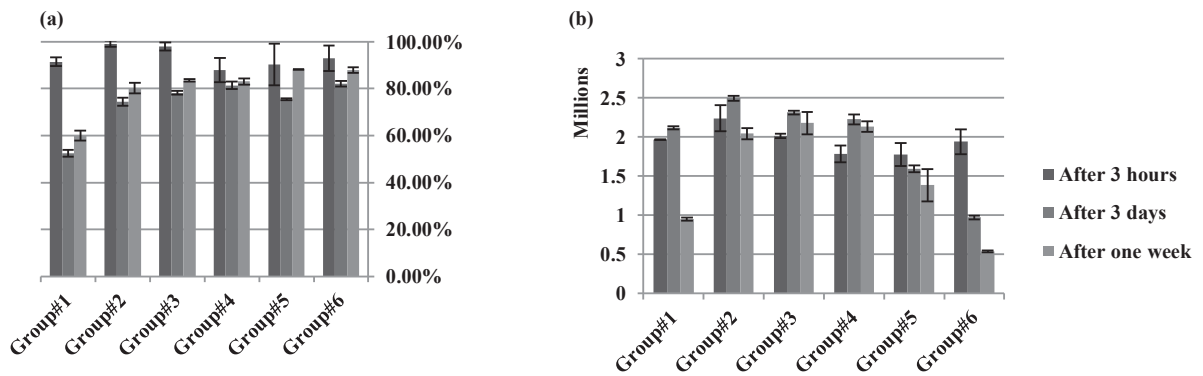 (a)
100.00%
80.00%
60.00%
40.00%
20.00%
0.00%
Group#1
Group#2
Group#3
Group#4
Group#5
Group#6
(b)
Millions
3
2.5
2
1.5
1
0.5
0
Group#1
Group#2
Group#3
Group#4
Group#5
Group#6
After 3 hours
After 3 days
After one week